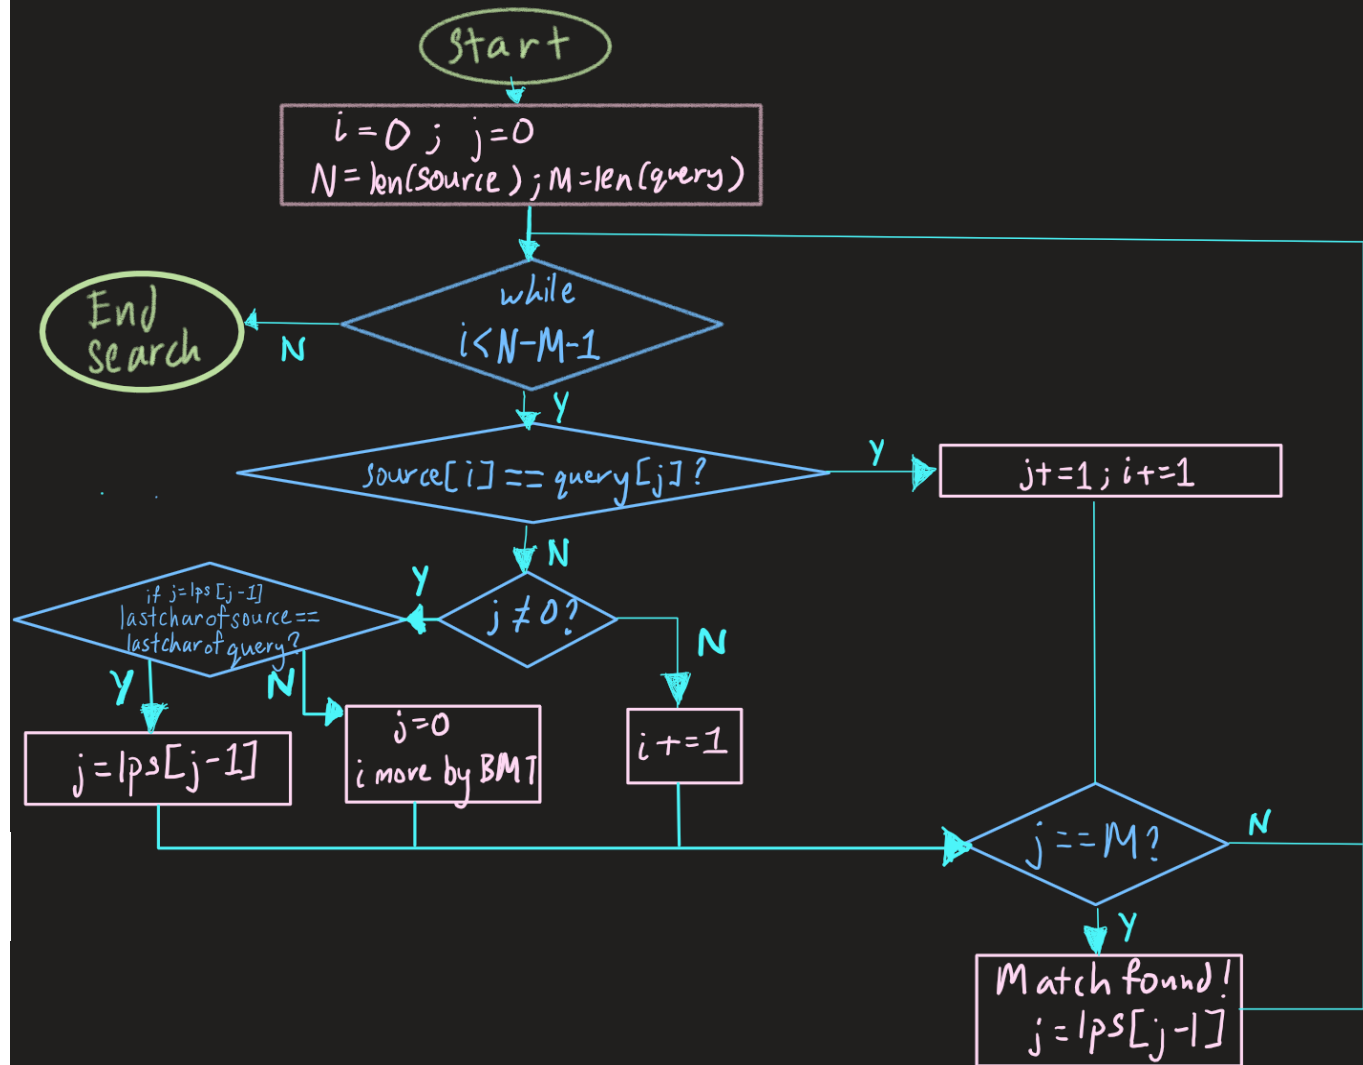 Start
i=0; j=0
N=len(source);M=len(query)
while
i<N-M-1
End
search
N
Y
source[i]==query[j]?
Y
j+=1;i+=1
N
if j=lps[j-1]
lastcharofsource==
lastcharofquery?
Y
j≠0?
N
Y
N
j=lps[j-1]
j=0
i more by BMT
i+=1
j==M?
N
Y
Match found!
j=lps[j-1]